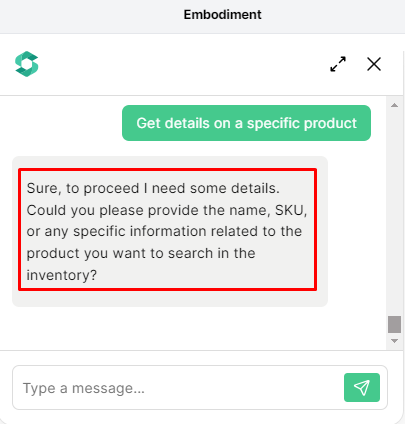 Embodiment
Get details on a specific product
Sure, to proceed I need some details.
Could you please provide the name, SKU,
or any specific information related to the
product you want to search in the
inventory?
Type a message...